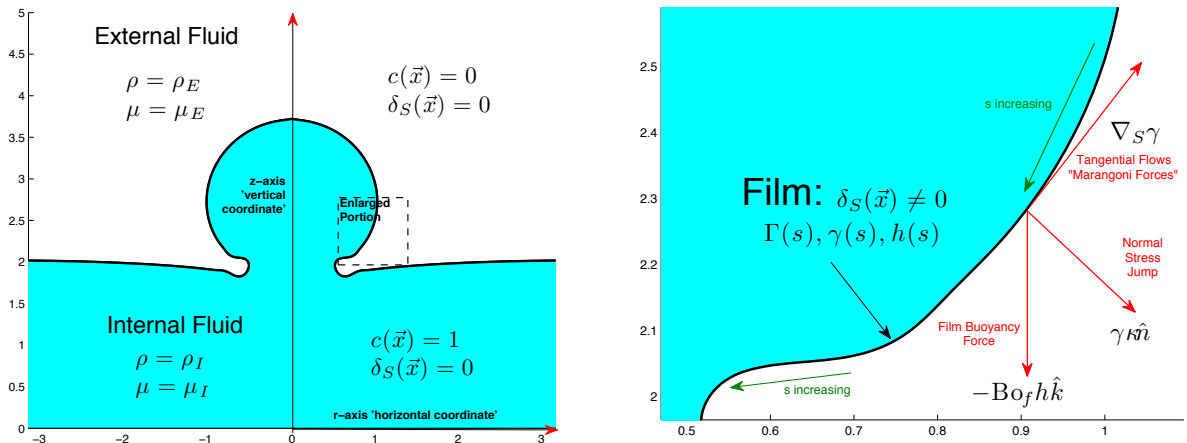 External Fluid
ρ = ρ_E
μ = μ_E
c(x⃗) = 0
δ_S(x⃗) = 0
z−axis
'vertical
coordinate'
Enlarged
Portion
Internal Fluid
ρ = ρ_I
μ = μ_I
c(x⃗) = 1
δ_S(x⃗) = 0
r−axis 'horizontal coordinate'
5
4.5
4
3.5
3
2.5
2
1.5
1
0.5
0
−3 −2 −1 0 1 2 3
s increasing
∇_S γ
Tangential Flows
"Marangoni Forces"
Film: δ_S(x⃗) ≠ 0
Γ(s), γ(s), h(s)
Normal
Stress
Jump
γκn̂
Film Buoyancy
Force
−Bo_f hk̂
s increasing
2.5
2.4
2.3
2.2
2.1
2
0.5 0.6 0.7 0.8 0.9 1